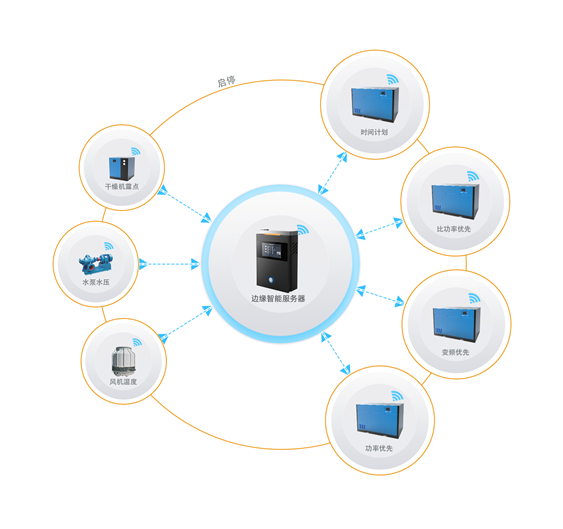 启停
时间计划
干燥机露点
比功率优先
水泵水压
边缘智能服务器
变频优先
风机温度
功率优先